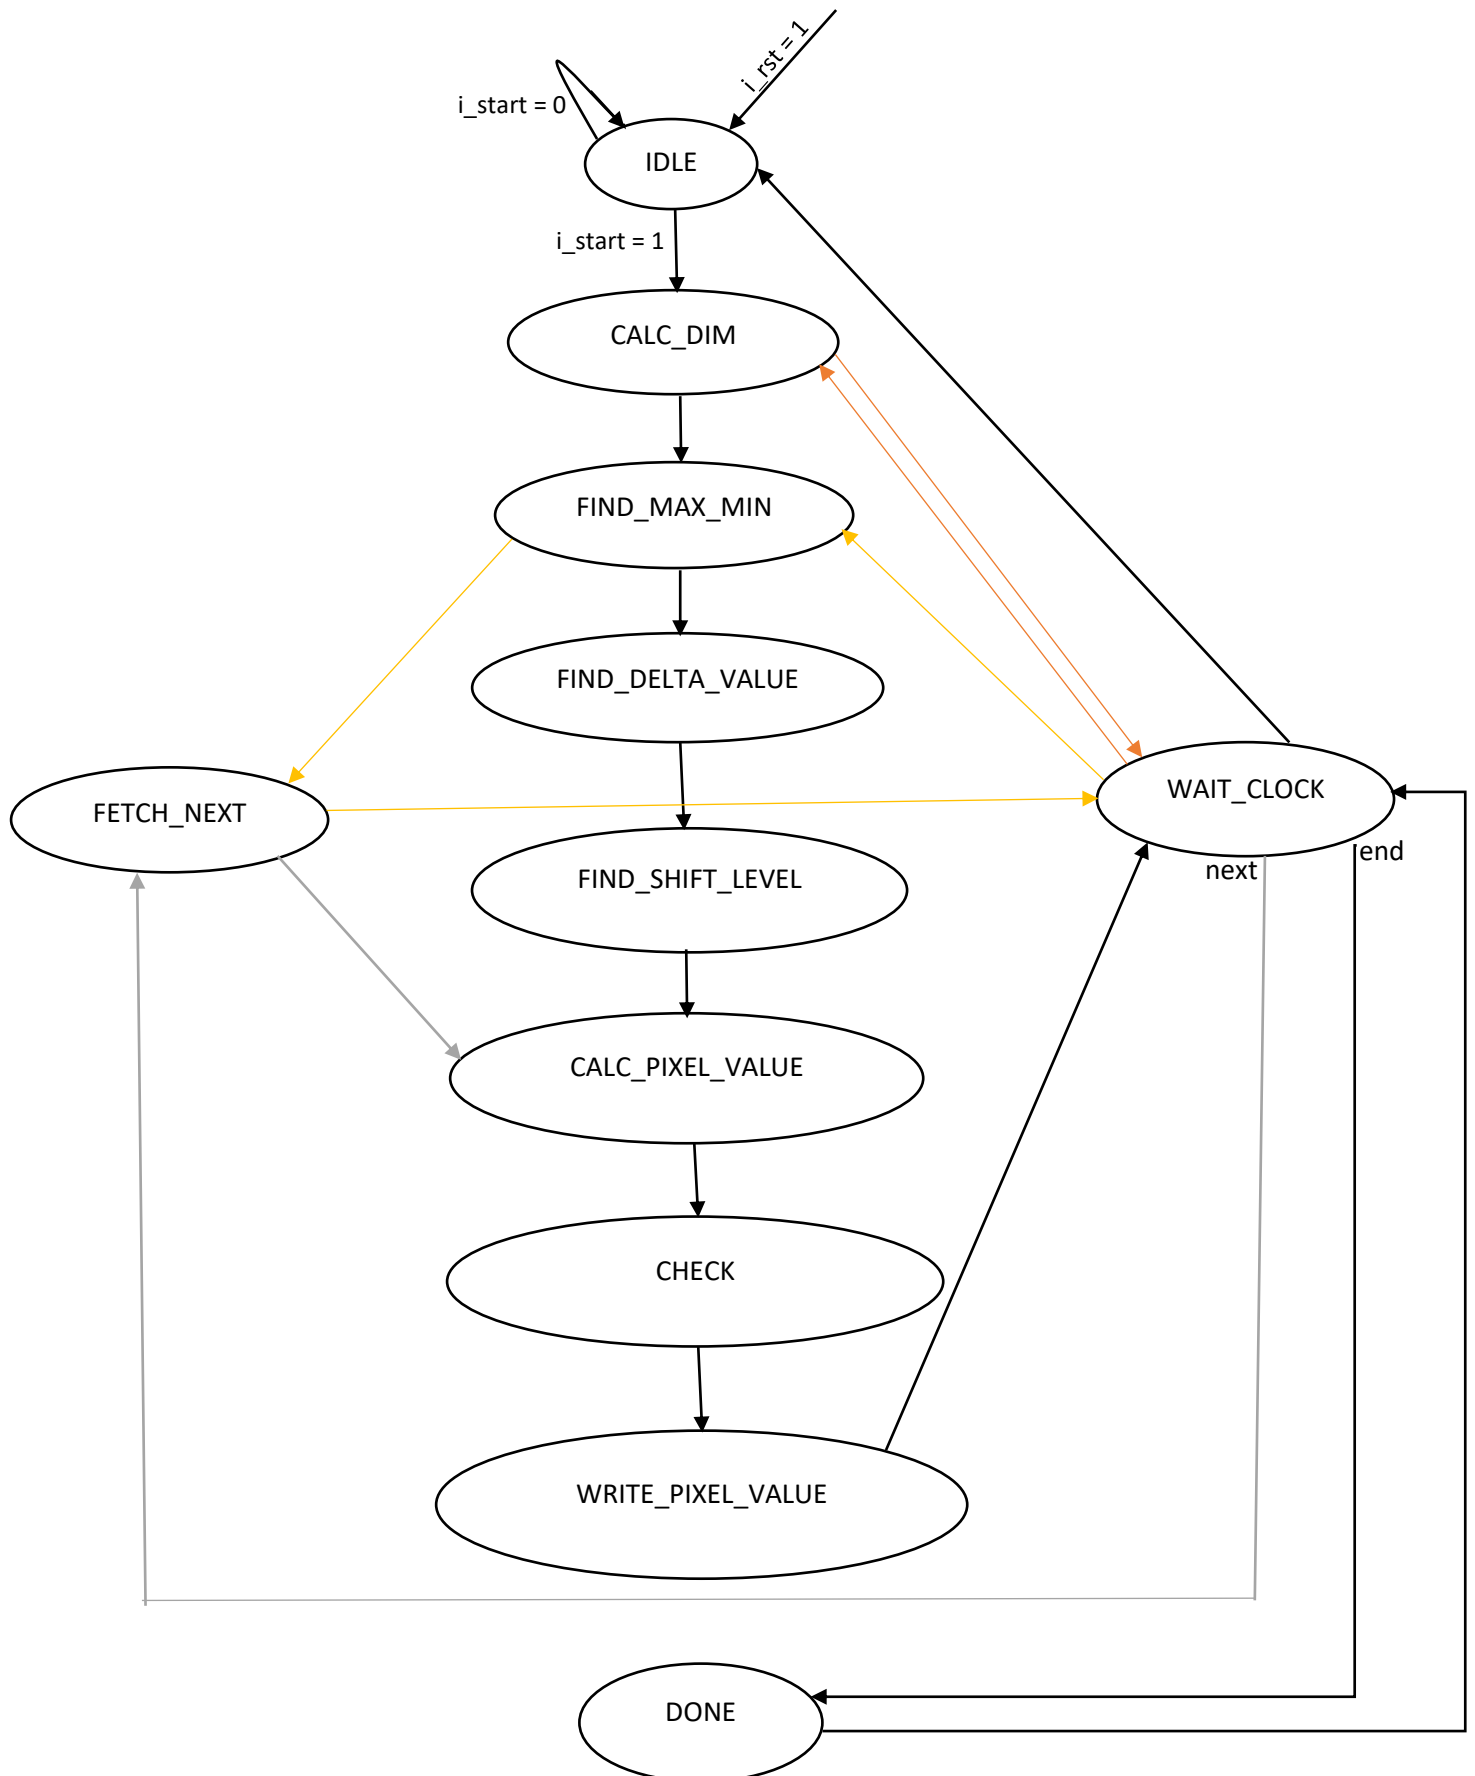 i_rst = 1
i_start = 0
IDLE
i_start = 1
CALC_DIM
FIND_MAX_MIN
FIND_DELTA_VALUE
WAIT_CLOCK
FETCH_NEXT
end
next
FIND_SHIFT_LEVEL
CALC_PIXEL_VALUE
CHECK
WRITE_PIXEL_VALUE
DONE